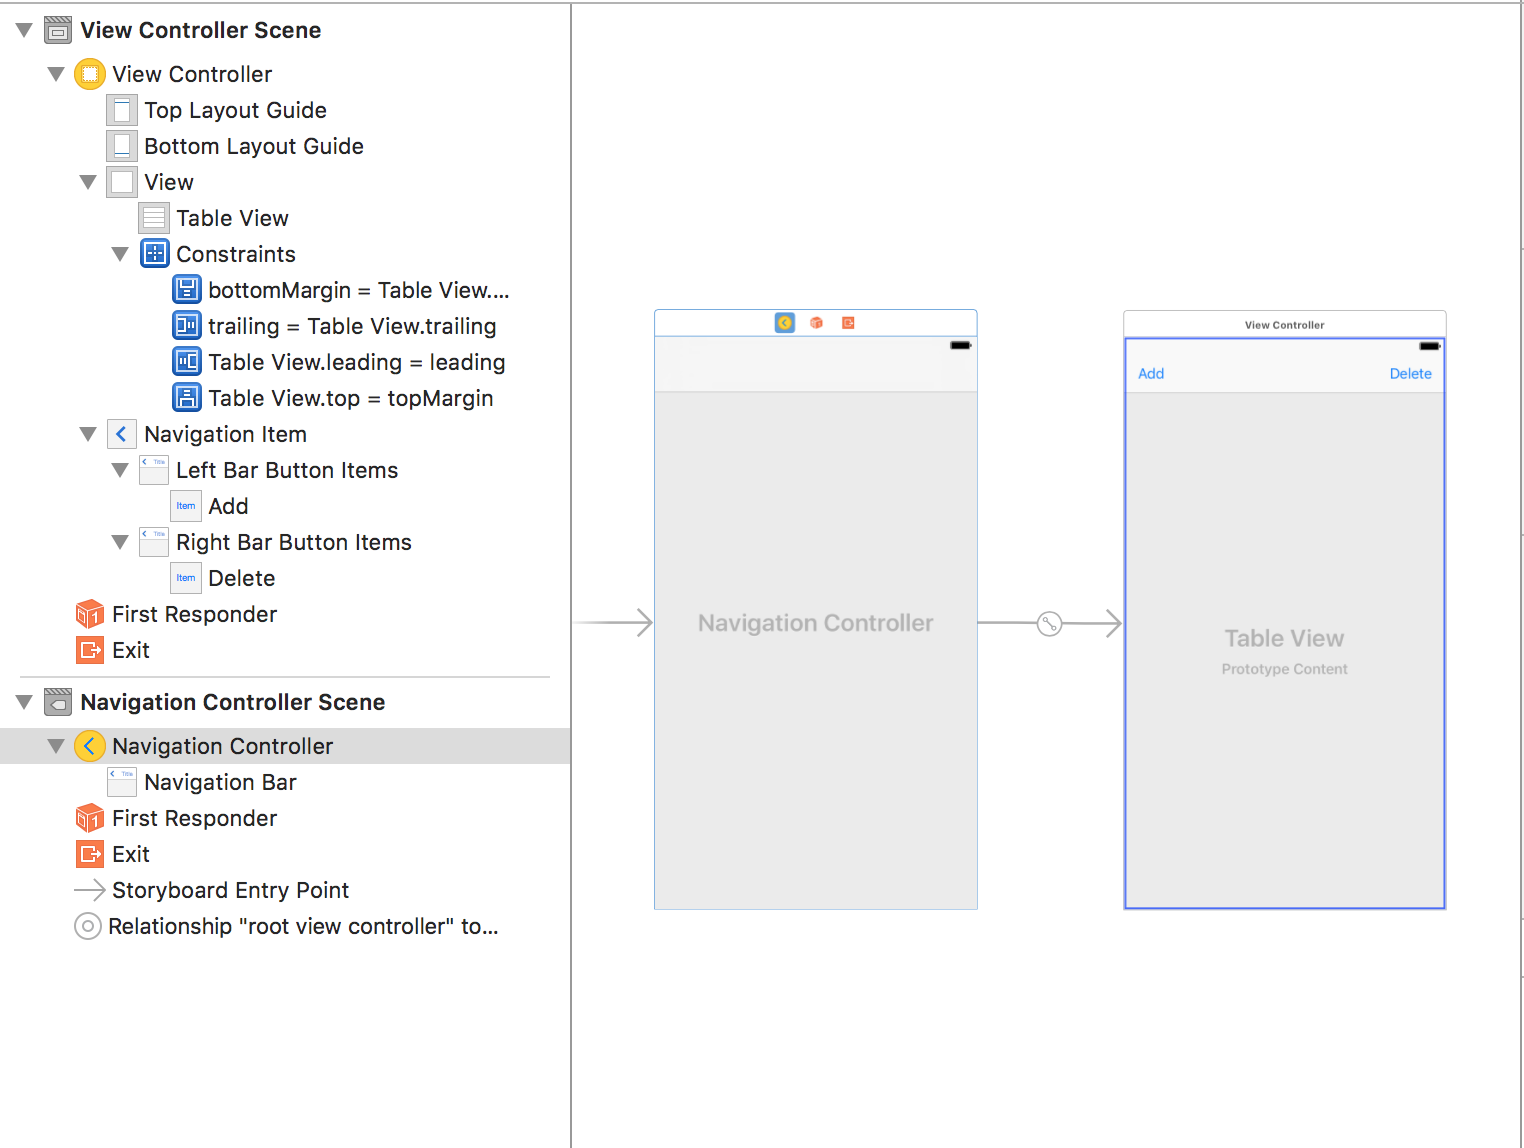 View Controller Scene
View Controller
Top Layout Guide
Bottom Layout Guide
View
Table View
Constraints
bottomMargin = Table View....
trailing = Table View.trailing
Table View.leading = leading
Table View.top = topMargin
Navigation Item
Title
Left Bar Button Items
Item
Add
Title
Right Bar Button Items
Item
Delete
First Responder
Exit
Navigation Controller Scene
Navigation Controller
Title
Navigation Bar
First Responder
Exit
Storyboard Entry Point
Relationship "root view controller" to...
Navigation Controller
View Controller
Add
Delete
Table View
Prototype Content